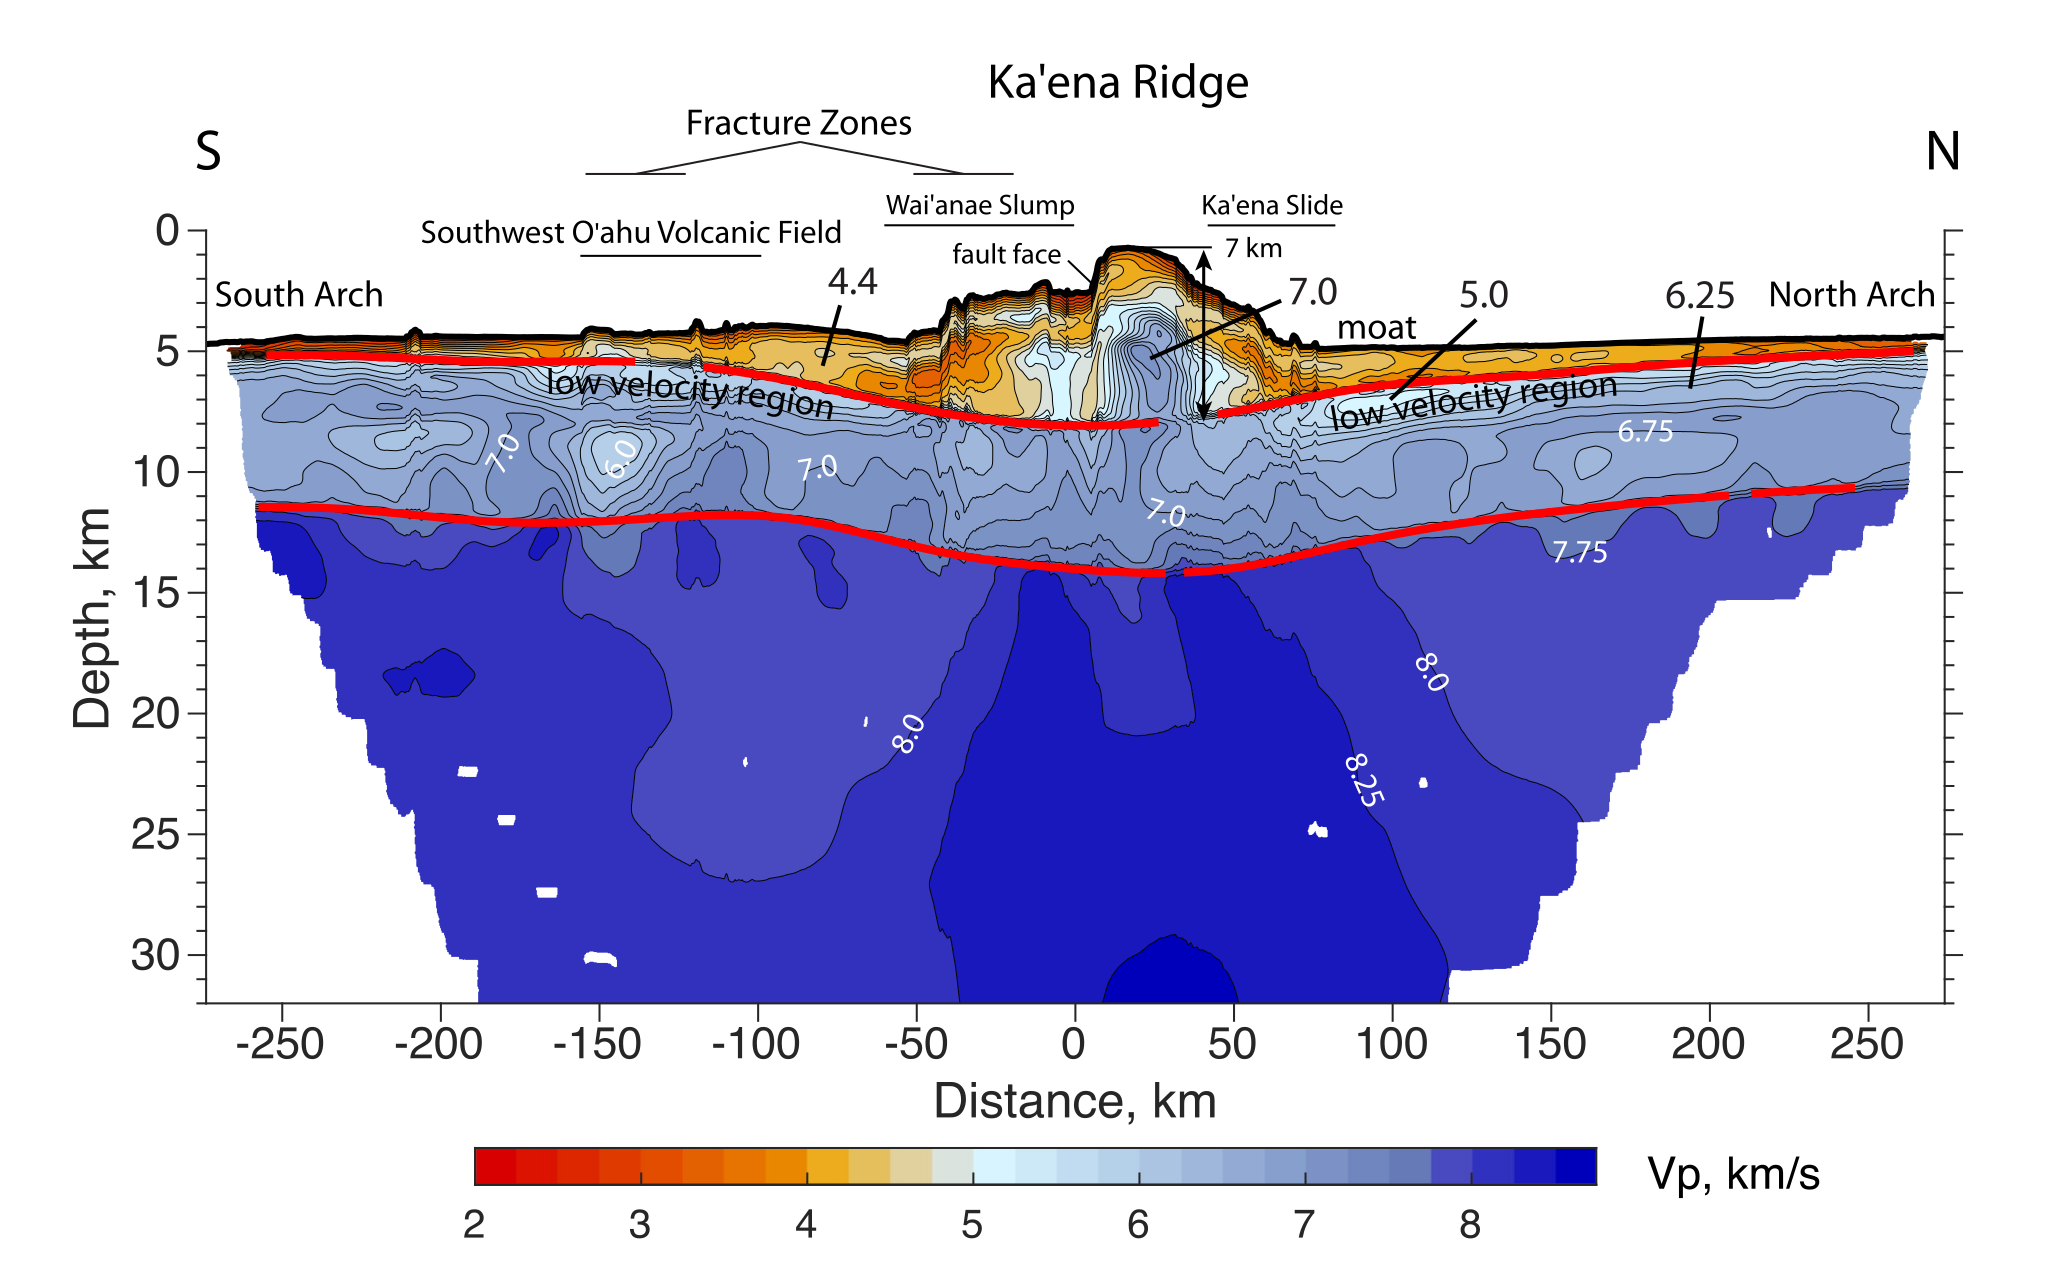 Ka'ena Ridge
Fracture Zones
S
N
Wai'anae Slump
Ka'ena Slide
Southwest O'ahu Volcanic Field
fault face
7 km
South Arch
4.4
7.0
5.0
6.25
North Arch
moat
low velocity region
low velocity region
7.0
6.0
7.0
6.75
7.0
7.75
8.0
8.0
8.25
0
5
10
15
20
25
30
Depth, km
-250
-200
-150
-100
-50
0
50
100
150
200
250
Distance, km
2
3
4
5
6
7
8
Vp, km/s